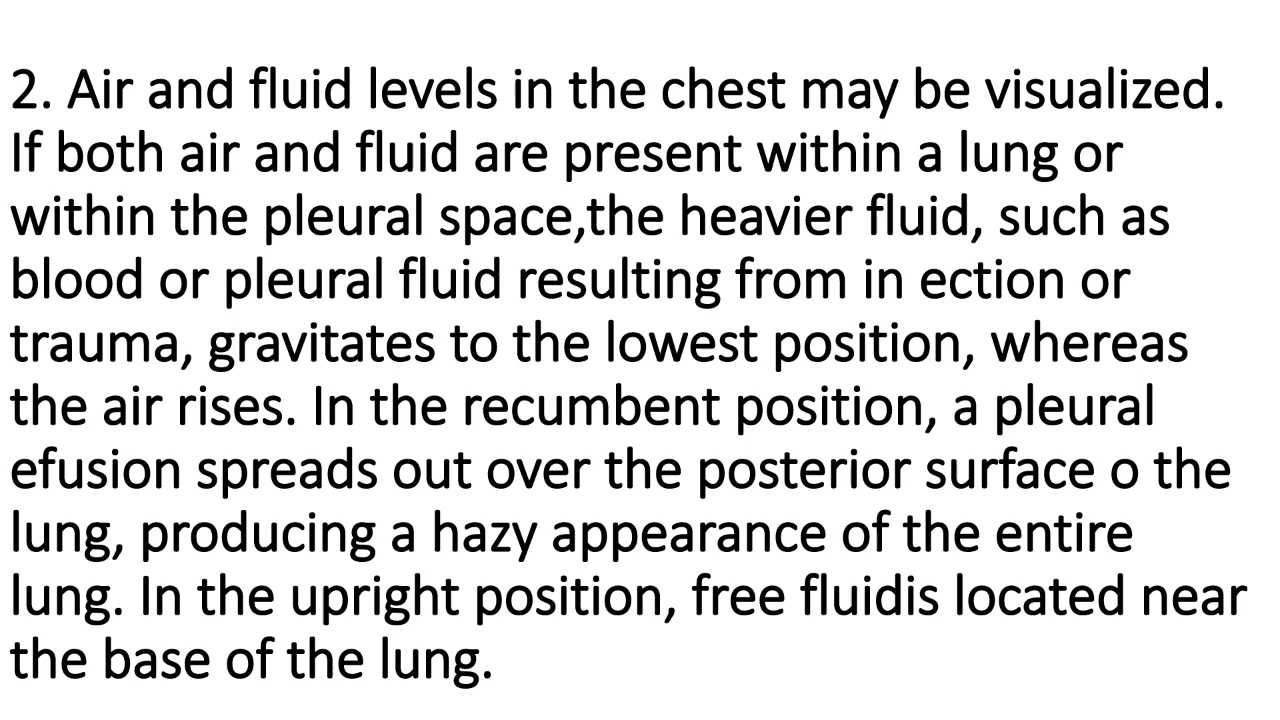 2. Air and fluid levels in the chest may be visualized.
If both air and fluid are present within a lung or
within the pleural space,the heavier fluid, such as
blood or pleural fluid resulting from in ection or
trauma, gravitates to the lowest position, whereas
the air rises. In the recumbent position, a pleural
efusion spreads out over the posterior surface o the
lung, producing a hazy appearance of the entire
lung. In the upright position, free fluidis located near
the base of the lung.